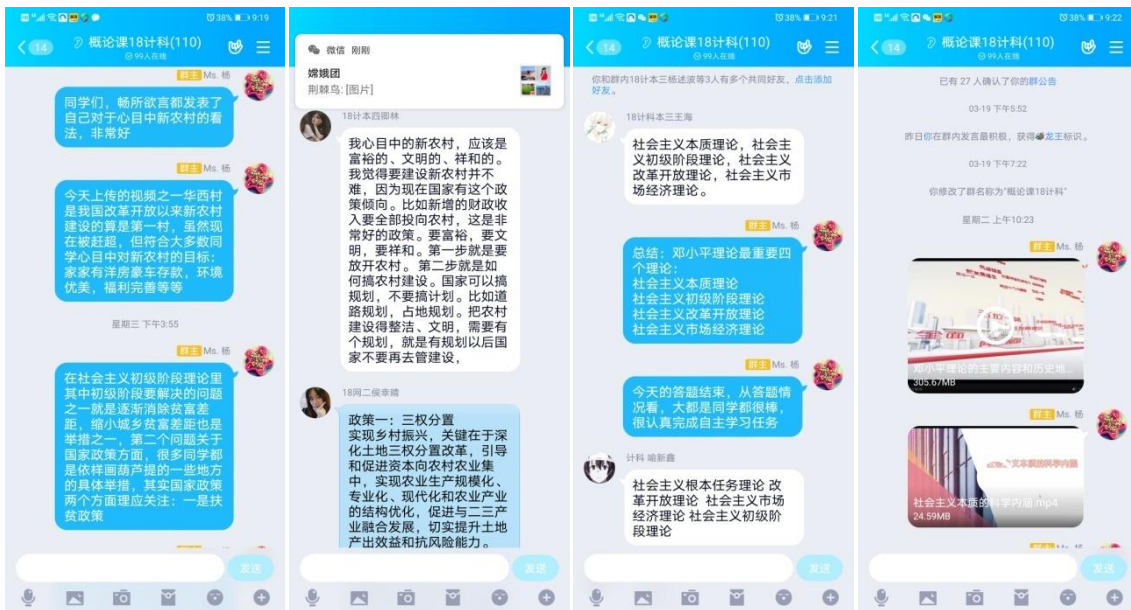 38% 9:19
14
概论课18计科(110)
99人在线
群主 Ms. 杨
同学们，畅所欲言都发表了
自己对于心目中新农村的看
法，非常好
群主 Ms. 杨
今天上传的视频之一华西村
是我国改革开放以来新农村
建设的算是第一村，虽然现
在被赶超，但符合大多数同
学心目中对新农村的目标：
家家有洋房豪车存款，环境
优美，福利完善等等
星期三 下午3:55
群主 Ms. 杨
在社会主义初级阶段理论里
其中初级阶段要解决的问题
之一就是逐渐消除贫富差
距，缩小城乡贫富差距也是
举措之一，第二个问题关于
国家政策方面，很多同学都
是依样画葫芦提的一些地方
的具体举措，其实国家政策
两个方面理应关注：一是扶
贫政策
发送
微信 刚刚
嫦娥团
荆棘鸟: [图片]
18计本四卿林
我心目中的新农村，应该是
富裕的、文明的、祥和的。
我觉得要建设新农村并不
难，因为现在国家有这个政
策倾向。比如新增的财政收
入要全部投向农村，这是非
常好的政策。要富裕，要文
明，要祥和。第一步就是要
放开农村。 第二步就是如
何搞农村建设。国家可以搞
规划，不要搞计划。比如道
路规划，占地规划。把农村
建设得整洁、文明，需要有
个规划，就是有规划以后国
家不要再去管建设，
18网二侯幸晴
政策一：三权分置
实现乡村振兴，关键在于深
化土地三权分置改革，引导
和促进资本向农村农业集
中，实现农业生产规模化、
专业化、现代化和农业产业
的结构优化，促进与二三产
业融合发展，切实提升土地
产出效益和抗风险能力。
发送
38% 9:21
14
概论课18计科(110)
99人在线
你和群内18计本三杨述波等3人有多个共同好友，点击添加
好友。
18计科本三王海
社会主义本质理论，社会主
义初级阶段理论，社会主义
改革开放理论，社会主义市
场经济理论。
群主 Ms. 杨
总结：邓小平理论最重要四
个理论：
社会主义本质理论
社会主义初级阶段理论
社会主义改革开放理论
社会主义市场经济理论
群主 Ms. 杨
今天的答题结束，从答题情
况看，大都是同学都很棒，
很认真完成自主学习任务
计科 喻新鑫
社会主义根本任务理论 改
革开放理论 社会主义市场
经济理论 社会主义初级阶
段理论
发送
38% 9:22
14
概论课18计科(110)
99人在线
已有 27 人确认了你的群公告
03-19 下午5:52
昨日你在群内发言最积极，获得龙王标识。
03-19 下午7:22
你修改了群名称为"概论课18计科"
星期二 上午10:23
群主 Ms. 杨
邓小平理论的主要内容和历史地...
305.67MB
群主 Ms. 杨
社会主义本质的科学内涵.mp4
24.59MB
发送